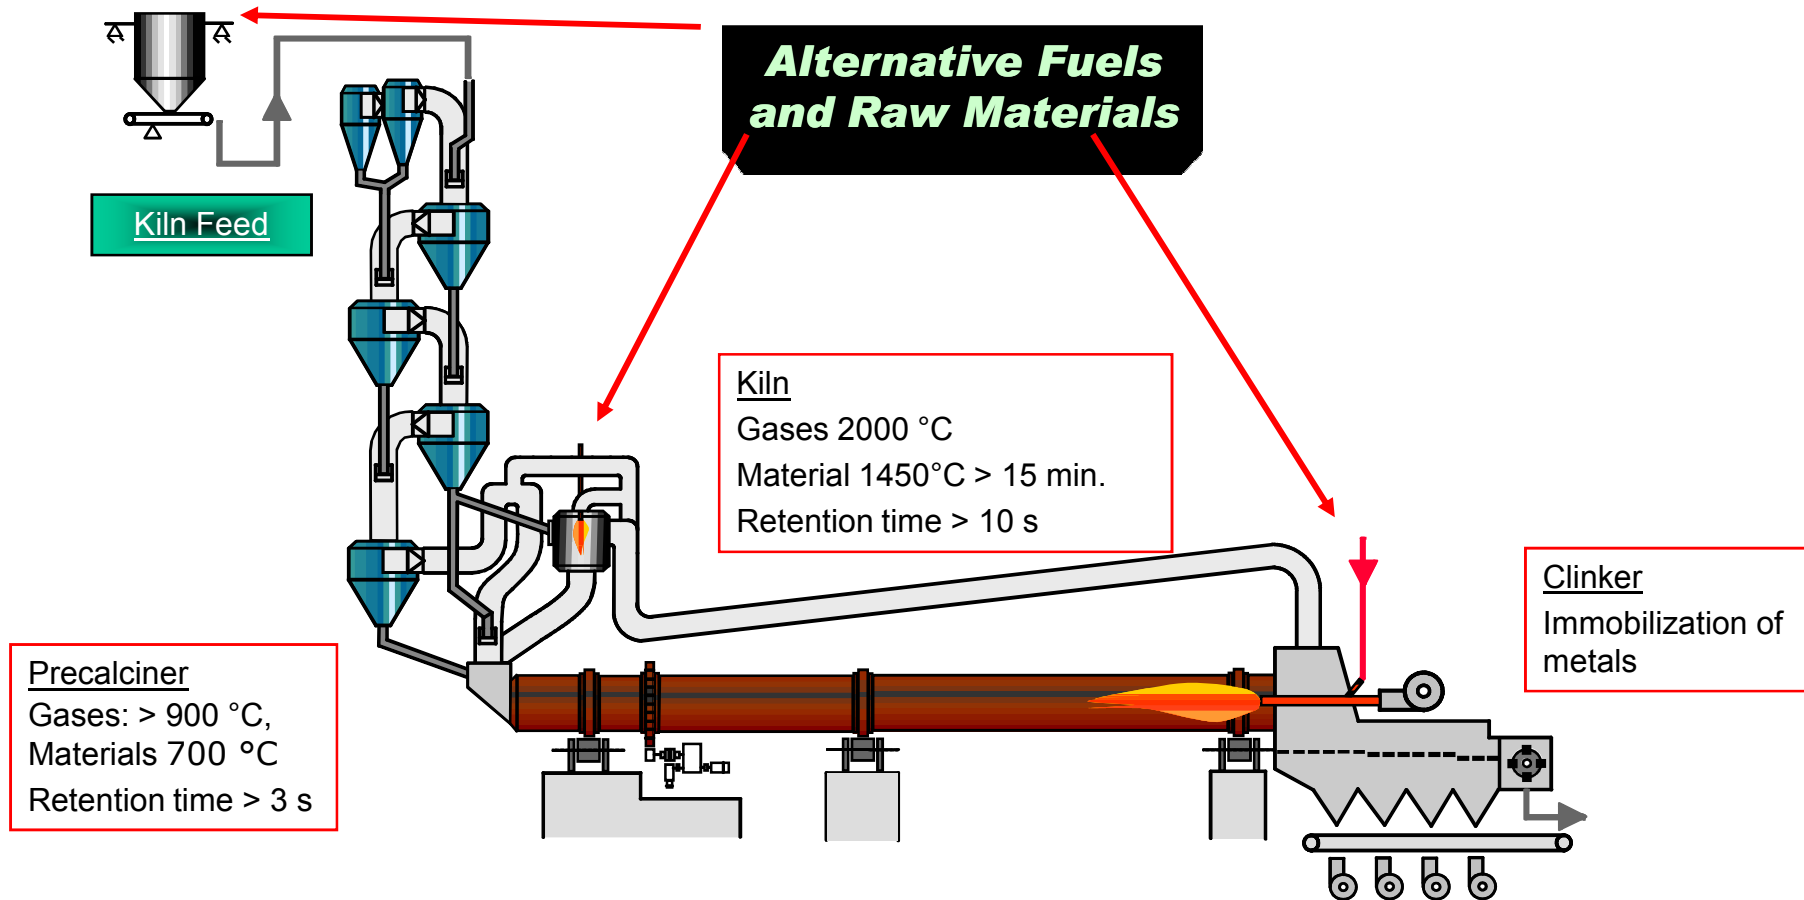 Alternative Fuels
and Raw Materials
Kiln Feed
Kiln
Gases 2000 °C
Material 1450°C > 15 min.
Retention time > 10 s
Clinker
Immobilization of
metals
Precalciner
Gases: > 900 °C,
Materials 700 °C
Retention time > 3 s